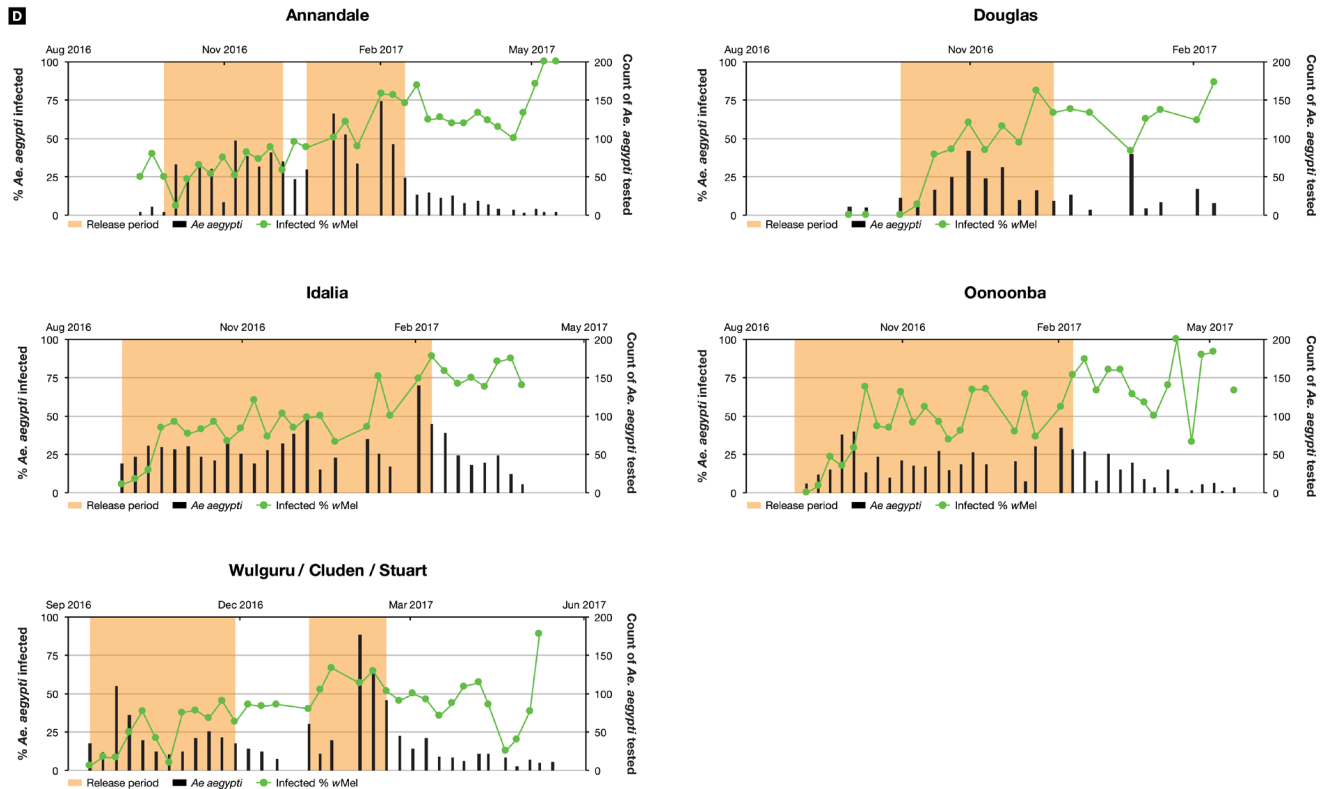 D
Annandale
Aug 2016 Nov 2016 Feb 2017 May 2017
% Ae. aegypti infected
100
75
50
25
0
200
150
100
50
0
Count of Ae. aegypti tested
Release period Ae aegypti Infected % wMel
Douglas
Aug 2016 Nov 2016 Feb 2017
% Ae. aegypti infected
100
75
50
25
0
200
150
100
50
0
Count of Ae. aegypti tested
Release period Ae aegypti Infected % wMel
Idalia
Aug 2016 Nov 2016 Feb 2017 May 2017
% Ae. aegypti infected
100
75
50
25
0
200
150
100
50
0
Count of Ae. aegypti tested
Release period Ae aegypti Infected % wMel
Oonoonba
Aug 2016 Nov 2016 Feb 2017 May 2017
% Ae. aegypti infected
100
75
50
25
0
200
150
100
50
0
Count of Ae. aegypti tested
Release period Ae aegypti Infected % wMel
Wulguru / Cluden / Stuart
Sep 2016 Dec 2016 Mar 2017 Jun 2017
% Ae. aegypti infected
100
75
50
25
0
200
150
100
50
0
Count of Ae. aegypti tested
Release period Ae aegypti Infected % wMel